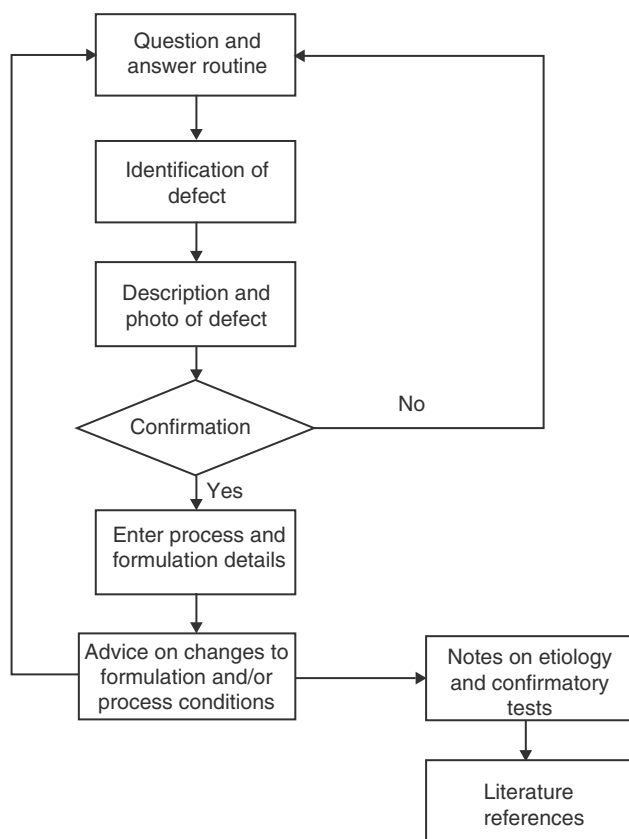 Question and
answer routine
Identification of
defect
Description and
photo of defect
Confirmation
No
Yes
Enter process and
formulation details
Advice on changes to
formulation and/or
process conditions
Notes on etiology
and confirmatory
tests
Literature
references